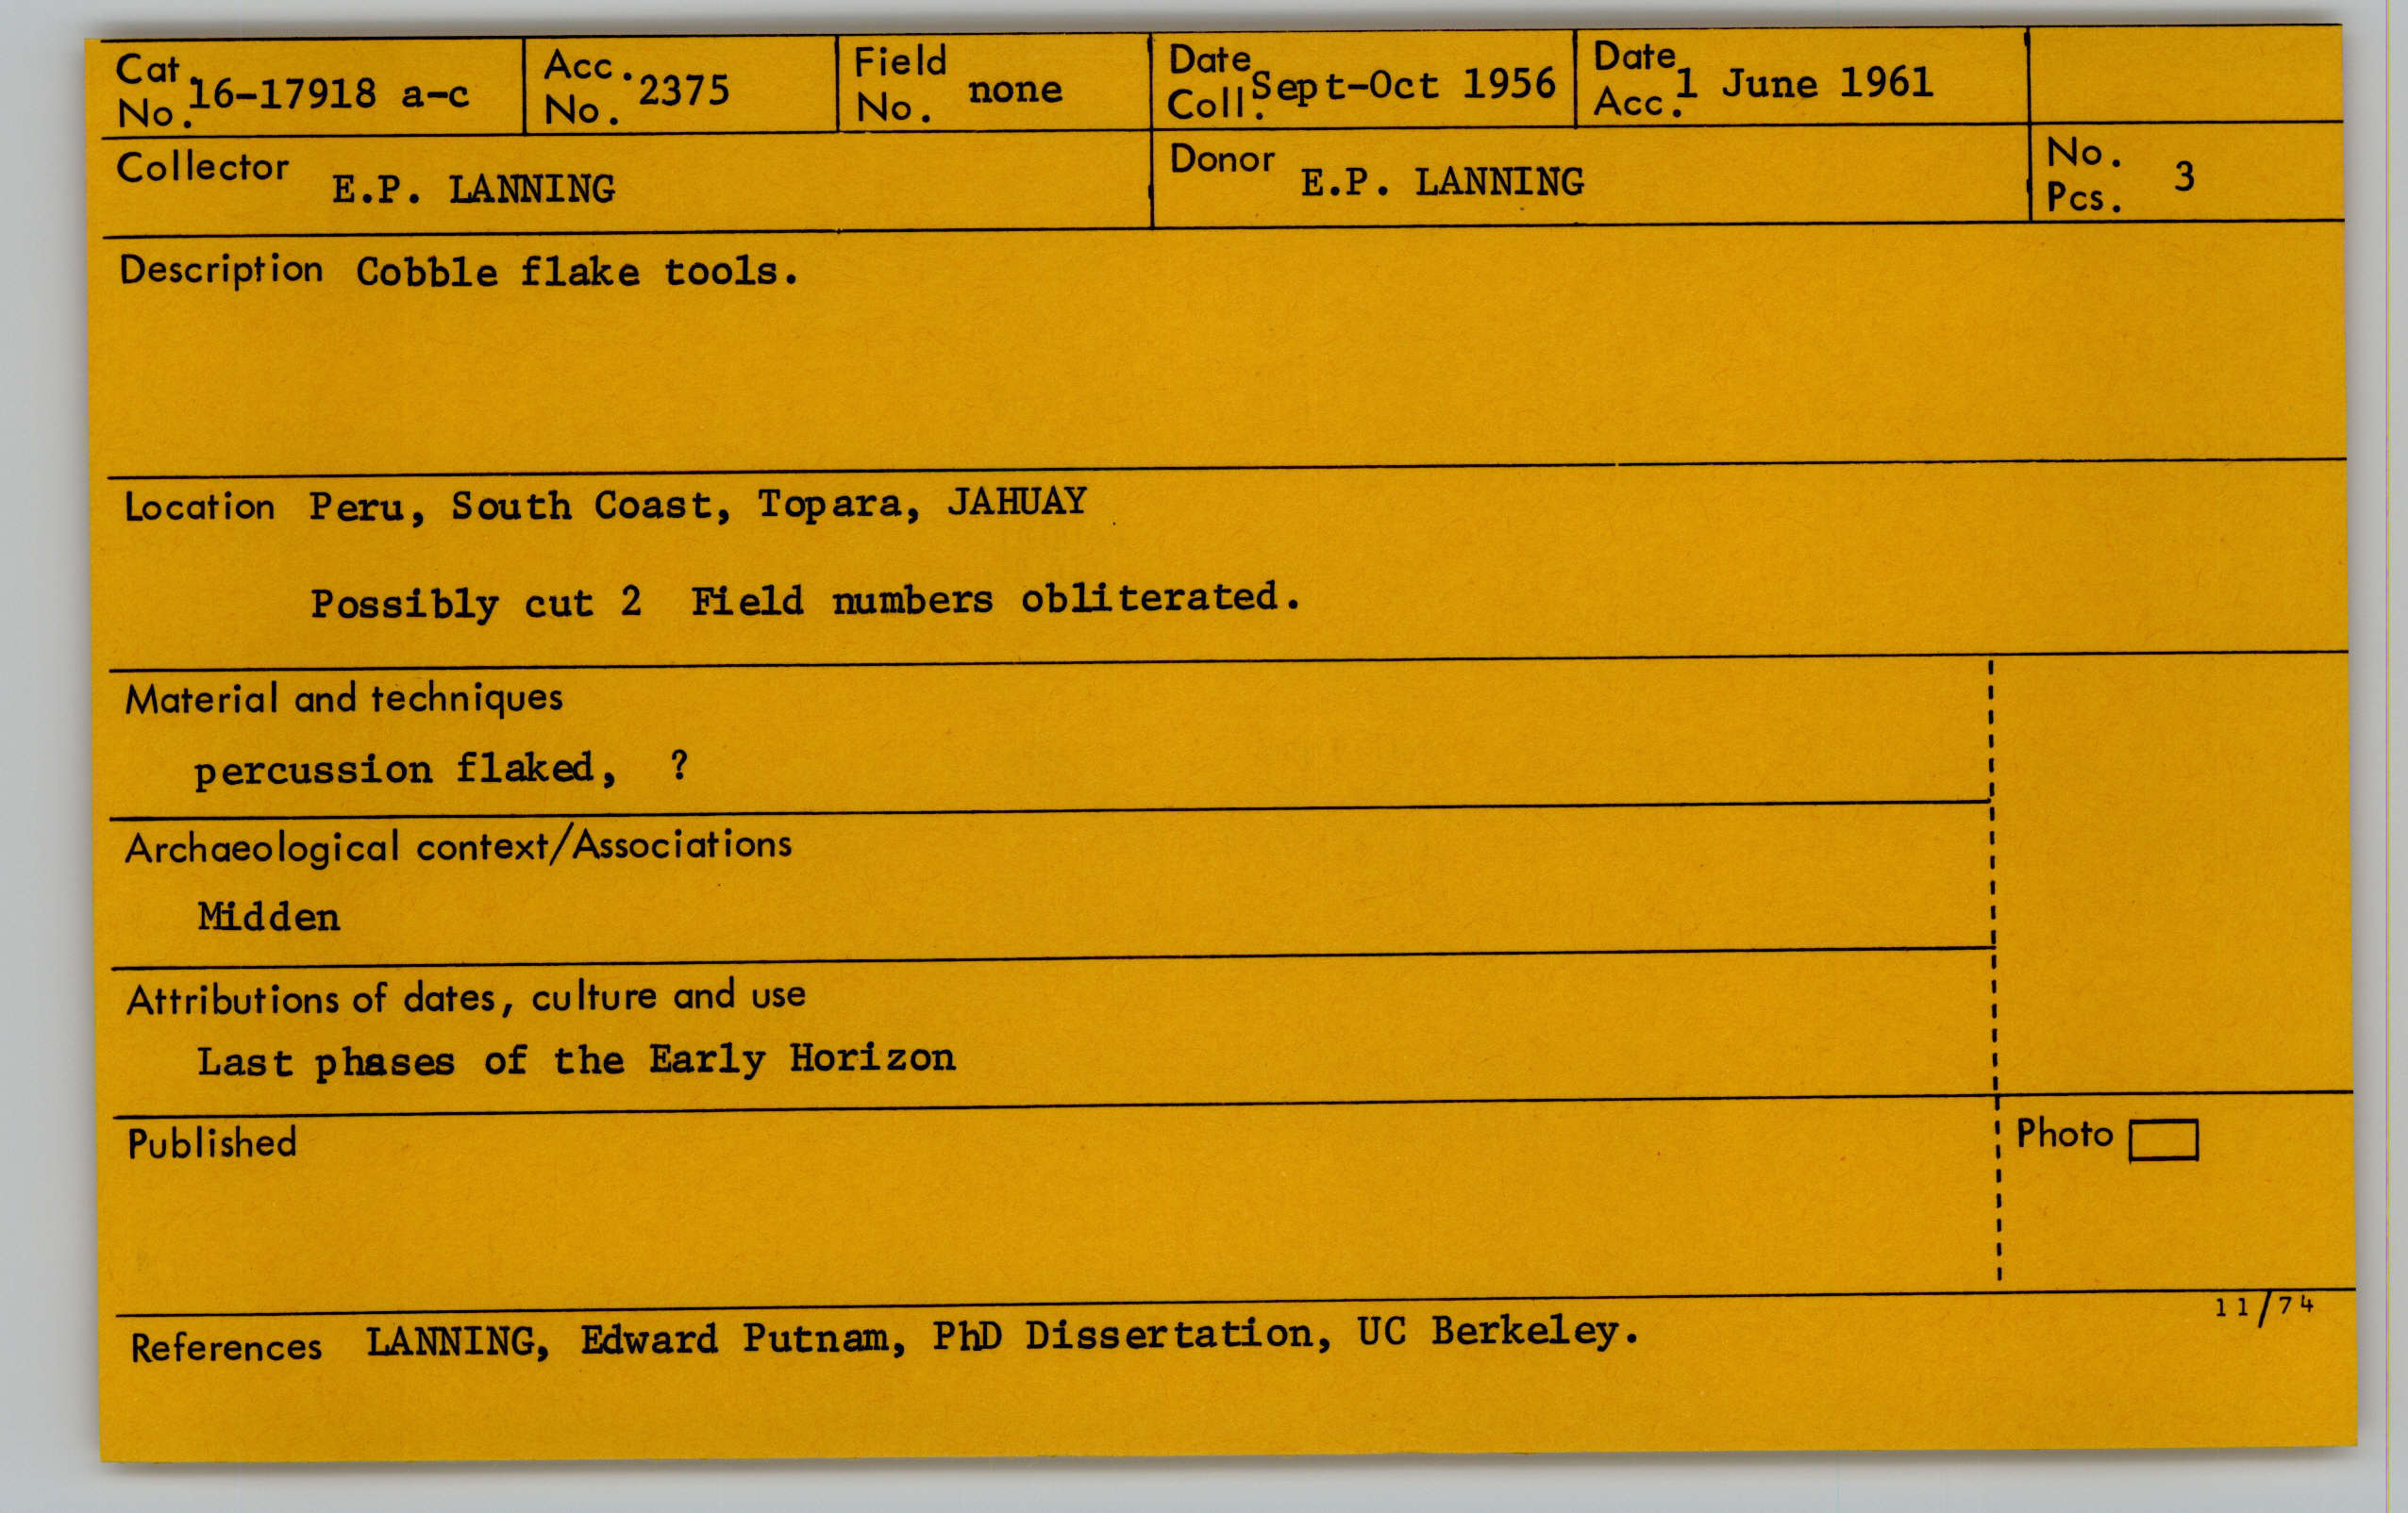 Cat. No. 16-17918 a-c Acc. No. 2375 Field No. none Date Coll. Sept-Oct 1956 Date Acc. 1 June 1961
Collector E.P. LANNING Donor E.P. LANNING No. Pcs. 3
Description Cobble flake tools.
Location Peru, South Coast, Topara, JAHUAY
Possibly cut 2 Field numbers obliterated.
Material and techniques
percussion flaked, ?
Archaeological context/Associations
Midden
Attributions of dates, culture and use
Last phases of the Early Horizon
Published Photo
11/74
References LANNING, Edward Putnam, PhD Dissertation, UC Berkeley.